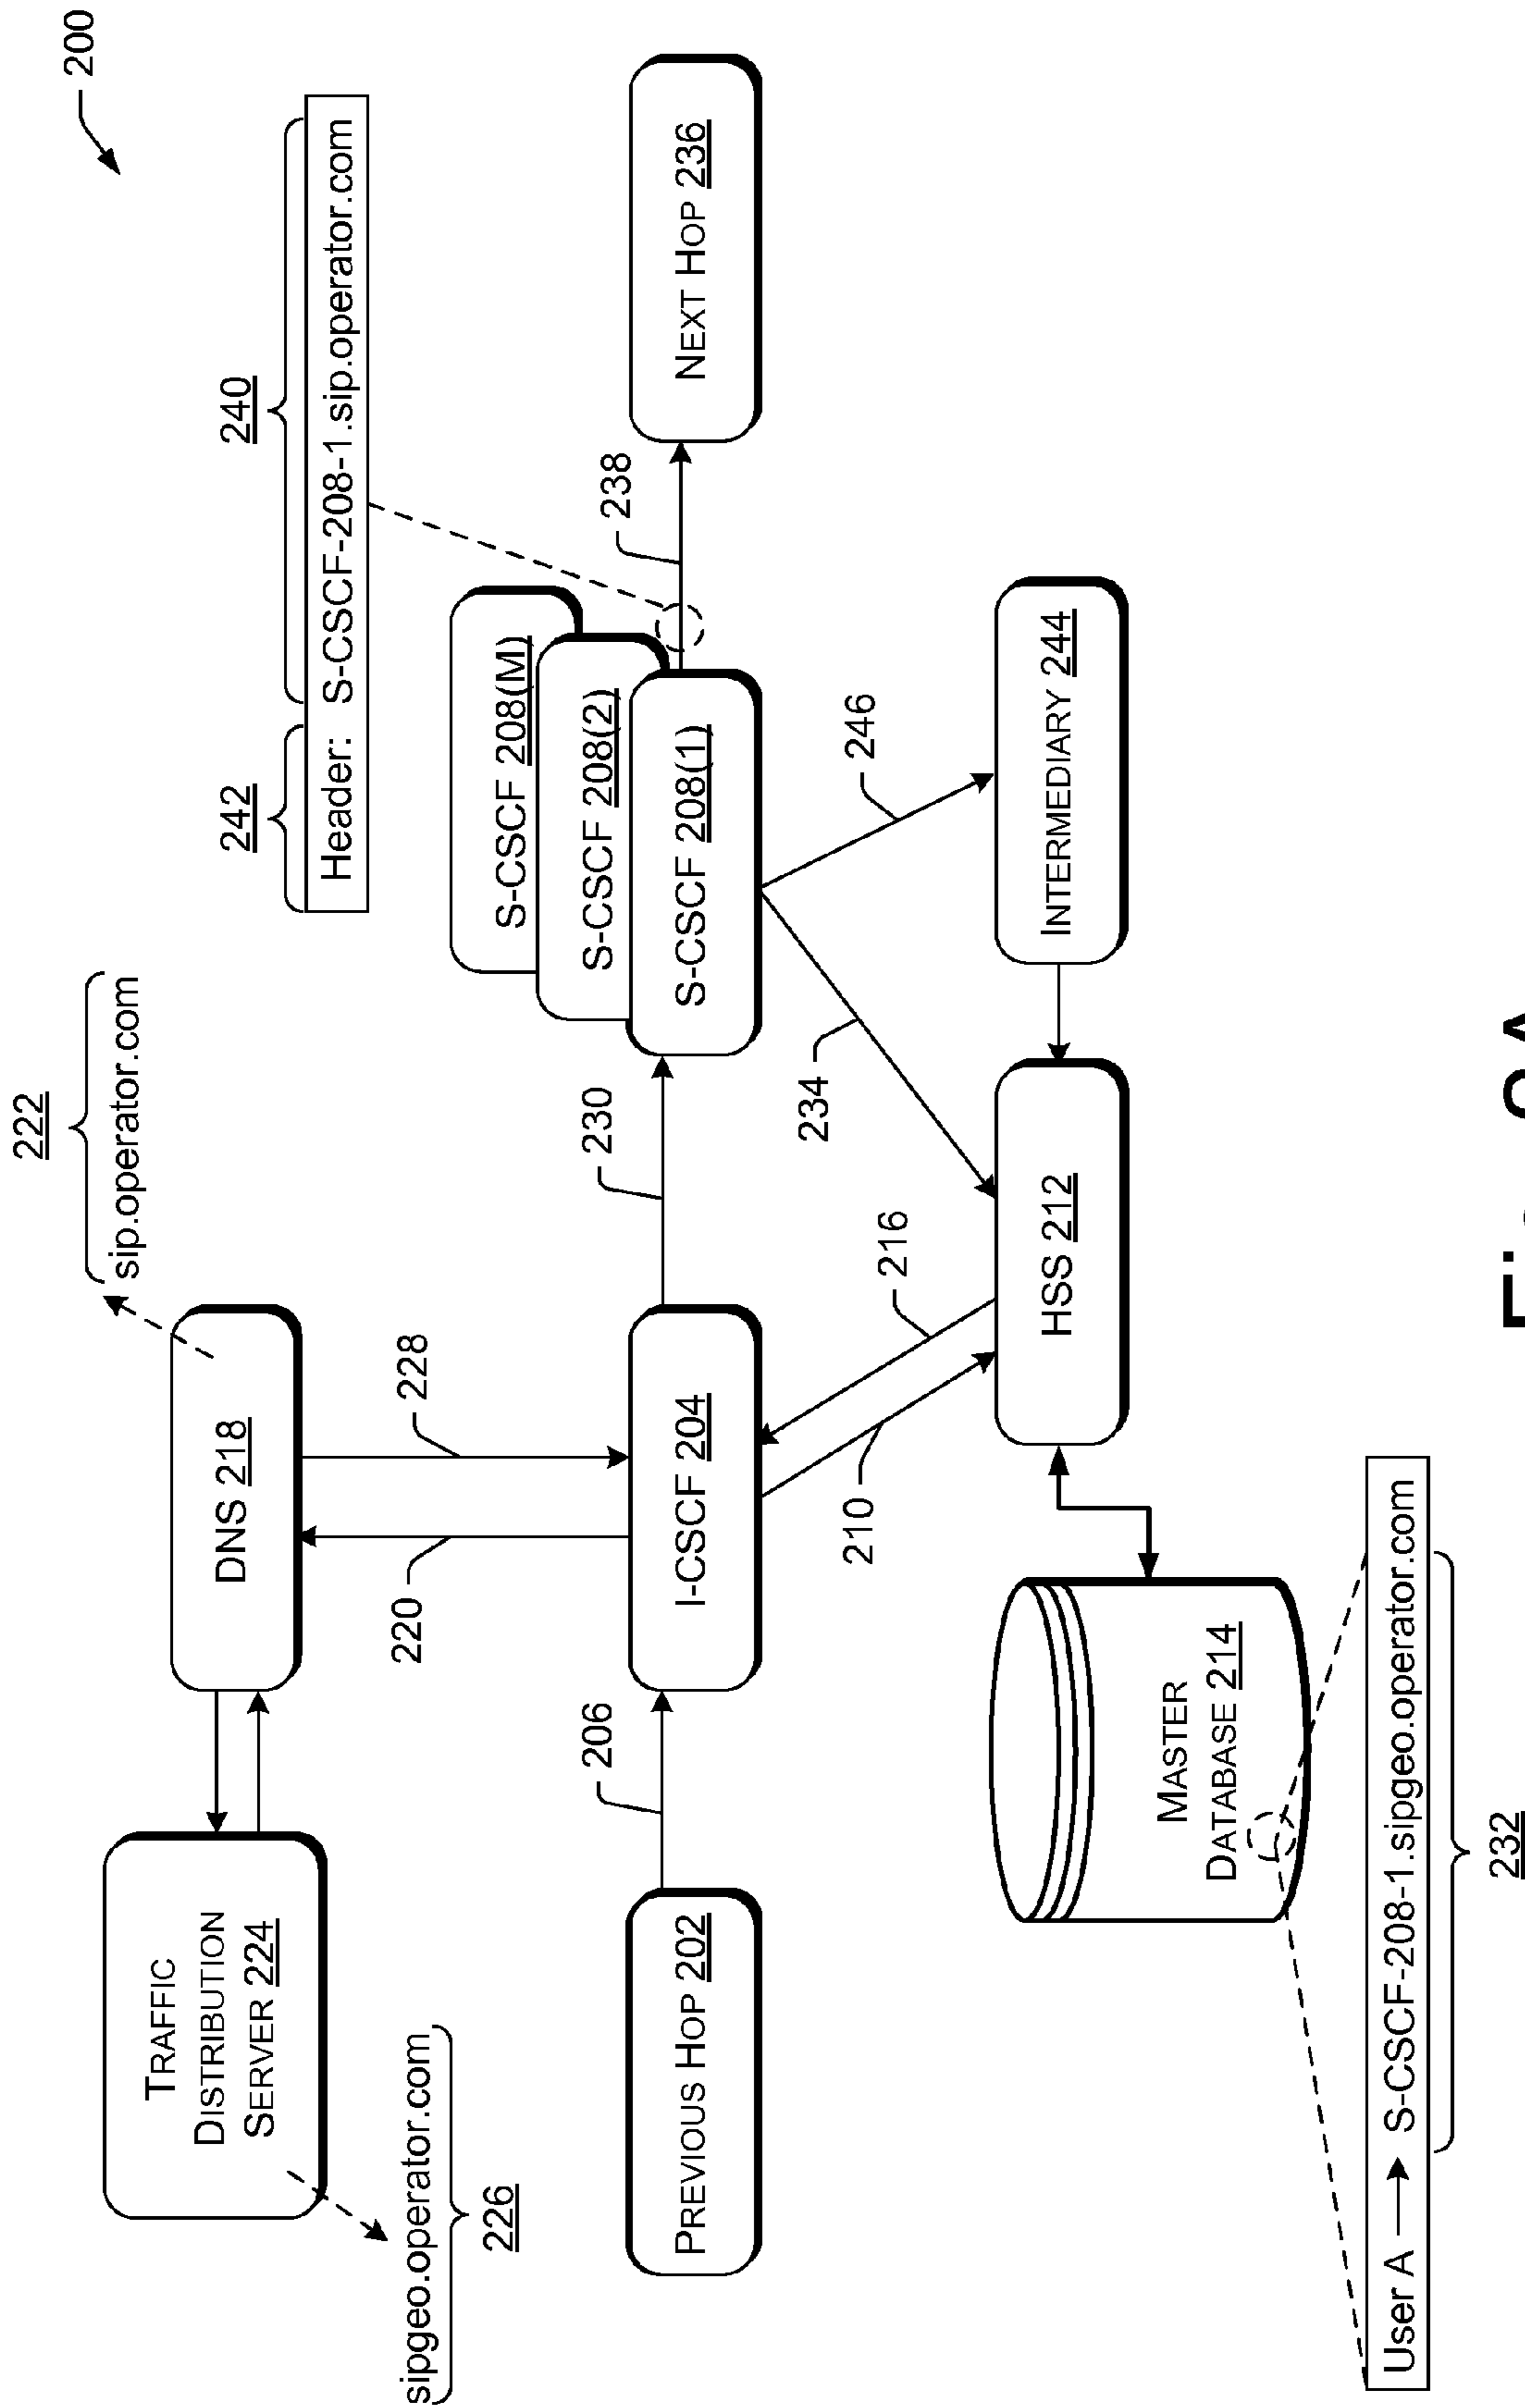 200
222
sip.operator.com
242
240
Header: S-CSCF-208-1.sip.operator.com
TRAFFIC
DISTRIBUTION
SERVER 224
DNS 218
sipgeo.operator.com
226
220
228
S-CSCF 208(M)
S-CSCF 208(2)
S-CSCF 208(1)
PREVIOUS HOP 202
206
I-CSCF 204
230
238
NEXT HOP 236
210
216
234
246
MASTER
DATABASE 214
HSS 212
INTERMEDIARY 244
User A → S-CSCF-208-1.sipgeo.operator.com
232